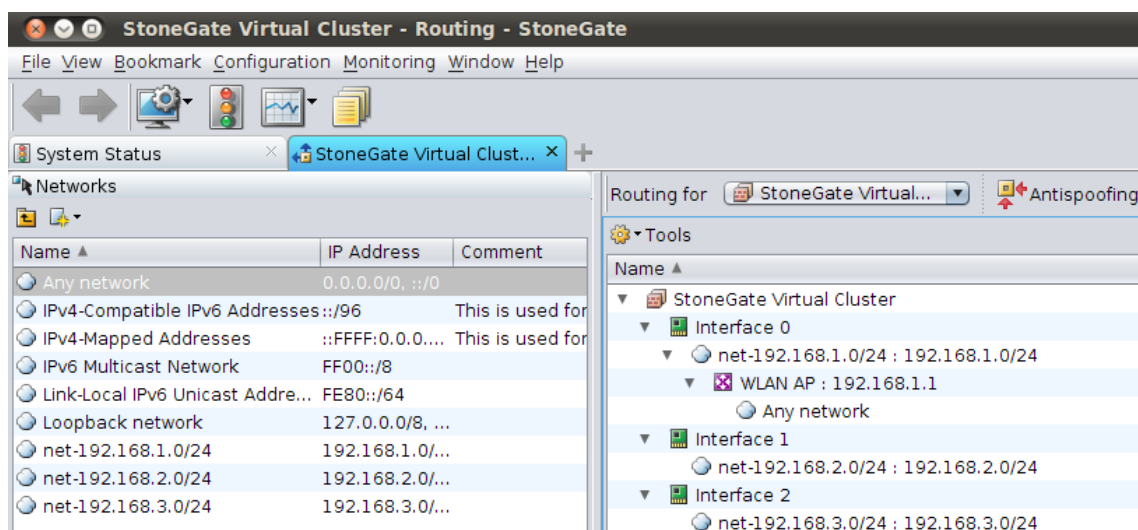 StoneGate Virtual Cluster - Routing - StoneGate
File View Bookmark Configuration Monitoring Window Help
System Status × StoneGate Virtual Clust... × +
Networks
Name ▲ IP Address Comment
Any network 0.0.0.0/0, ::/0
IPv4-Compatible IPv6 Addresses ::/96 This is used for
IPv4-Mapped Addresses ::FFFF:0.0.0.... This is used for
IPv6 Multicast Network FF00::/8
Link-Local IPv6 Unicast Addre... FE80::/64
Loopback network 127.0.0.0/8, ...
net-192.168.1.0/24 192.168.1.0/...
net-192.168.2.0/24 192.168.2.0/...
net-192.168.3.0/24 192.168.3.0/...
Routing for StoneGate Virtual... Antispoofing
Tools
Name ▲
StoneGate Virtual Cluster
Interface 0
net-192.168.1.0/24 : 192.168.1.0/24
WLAN AP : 192.168.1.1
Any network
Interface 1
net-192.168.2.0/24 : 192.168.2.0/24
Interface 2
net-192.168.3.0/24 : 192.168.3.0/24